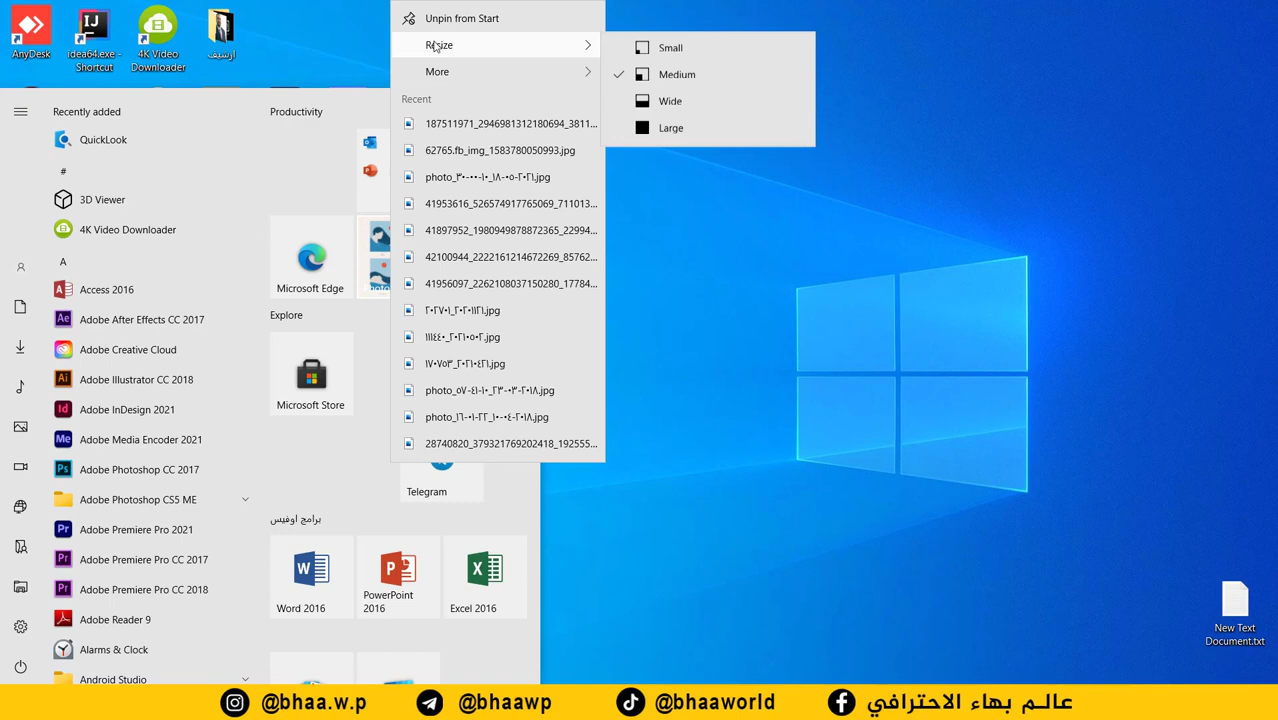 AnyDesk
idea64.exe - Shortcut
4K Video Downloader
ارشيف
Unpin from Start
Resize
More
Recent
187511971_2946981312180694_3811...
62765.fb_img_1583780050993.jpg
photo_٣٠-٠٠-١٠_١٨-٠٥-٢٠٢١.jpg
41953616_526574917765069_711013...
41897952_1980949878872365_22994...
42100944_2222161214672269_85762...
41956097_2262108037150280_17784...
٢٠٢٧٠١_٢٠٢٠١١٢١.jpg
١١١٤٤٠_٢٠٢١٠٥٠٢.jpg
١٧٠٧٥٣_٢٠٢١٠٤٢١.jpg
photo_٥٧-٤١-١٠_٢٣-٠٣-٢٠١٨.jpg
photo_١٦-٠١-٢٢_١٠-٠٤-٢٠١٨.jpg
28740820_379321769202418_192555...
Small
Medium
Wide
Large
Recently added
QuickLook
#
3D Viewer
4K Video Downloader
A
Access 2016
Adobe After Effects CC 2017
Adobe Creative Cloud
Adobe Illustrator CC 2018
Adobe InDesign 2021
Adobe Media Encoder 2021
Adobe Photoshop CC 2017
Adobe Photoshop CS5 ME
Adobe Premiere Pro 2021
Adobe Premiere Pro CC 2017
Adobe Premiere Pro CC 2018
Adobe Reader 9
Alarms & Clock
Android Studio
Productivity
Microsoft Edge
Explore
Microsoft Store
Telegram
برامج اوفيس
Word 2016
PowerPoint 2016
Excel 2016
New Text
Document.txt
@bhaa.w.p
@bhaawp
@bhaaworld
عالـم بهاء الاحترافي